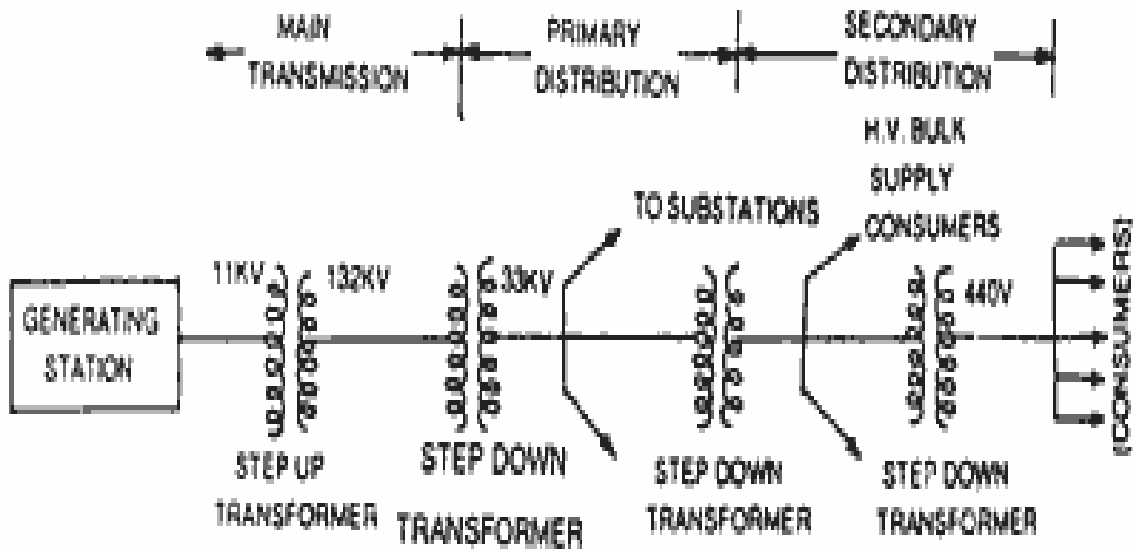 MAIN
TRANSMISSION
PRIMARY
DISTRIBUTION
SECONDARY
DISTRIBUTION
H.V. BULK
SUPPLY
CONSUMERS
TO SUBSTATIONS
11KV
132KV
33KV
440V
GENERATING
STATION
STEP UP
TRANSFORMER
STEP DOWN
TRANSFORMER
STEP DOWN
TRANSFORMER
STEP DOWN
TRANSFORMER
(CONSUMERS)